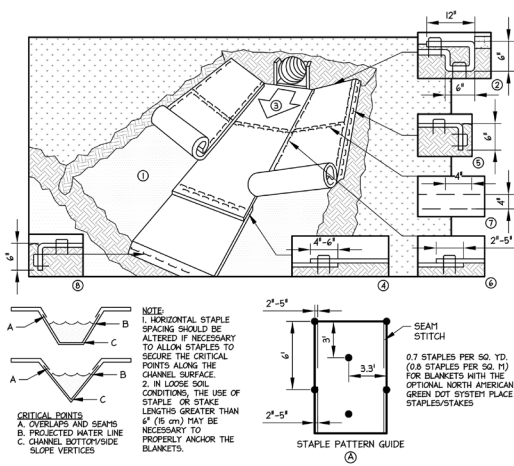 12"
6"
6"
②
③
6"
⑤
①
4"
4"
⑦
6"
4"-6"
2"-5"
⑧
④
⑥
A
B
C
A
B
C
CRITICAL POINTS
A. OVERLAPS AND SEAMS
B. PROJECTED WATER LINE
C. CHANNEL BOTTOM/SIDE
SLOPE VERTICES
NOTE:
1. HORIZONTAL STAPLE
SPACING SHOULD BE
ALTERED IF NECESSARY
TO ALLOW STAPLES TO
SECURE THE CRITICAL
POINTS ALONG THE
CHANNEL SURFACE.
2. IN LOOSE SOIL
CONDITIONS, THE USE OF
STAPLE OR STAKE
LENGTHS GREATER THAN
6" (15 cm) MAY BE
NECESSARY TO
PROPERLY ANCHOR THE
BLANKETS.
2"-5"
6'
3'
3.3'
2"-5"
SEAM
STITCH
STAPLE PATTERN GUIDE
Ⓐ
0.7 STAPLES PER SQ. YD.
(0.8 M) STAPLES PER SQ. M)
FOR BLANKETS WITH THE
OPTIONAL NORTH AMERICAN
GREEN DOT SYSTEM PLACE
STAPLES/STAKES